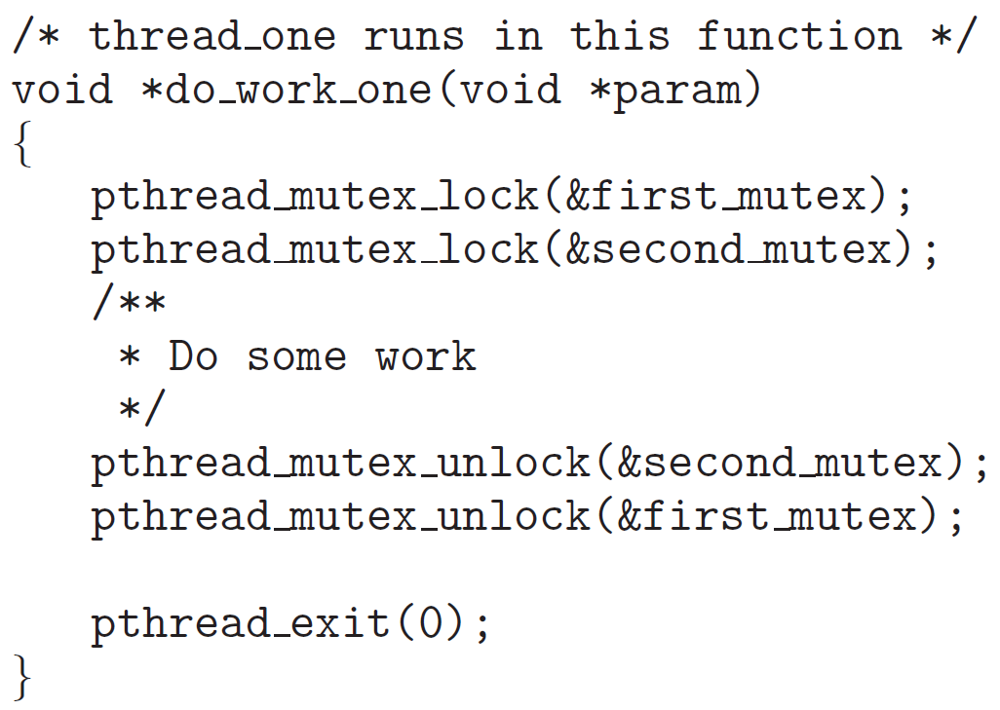 /* thread_one runs in this function */
void *do_work_one(void *param)
{
   pthread_mutex_lock(&first_mutex);
   pthread_mutex_lock(&second_mutex);
   /**
    * Do some work
    */
   pthread_mutex_unlock(&second_mutex);
   pthread_mutex_unlock(&first_mutex);

   pthread_exit(0);
}